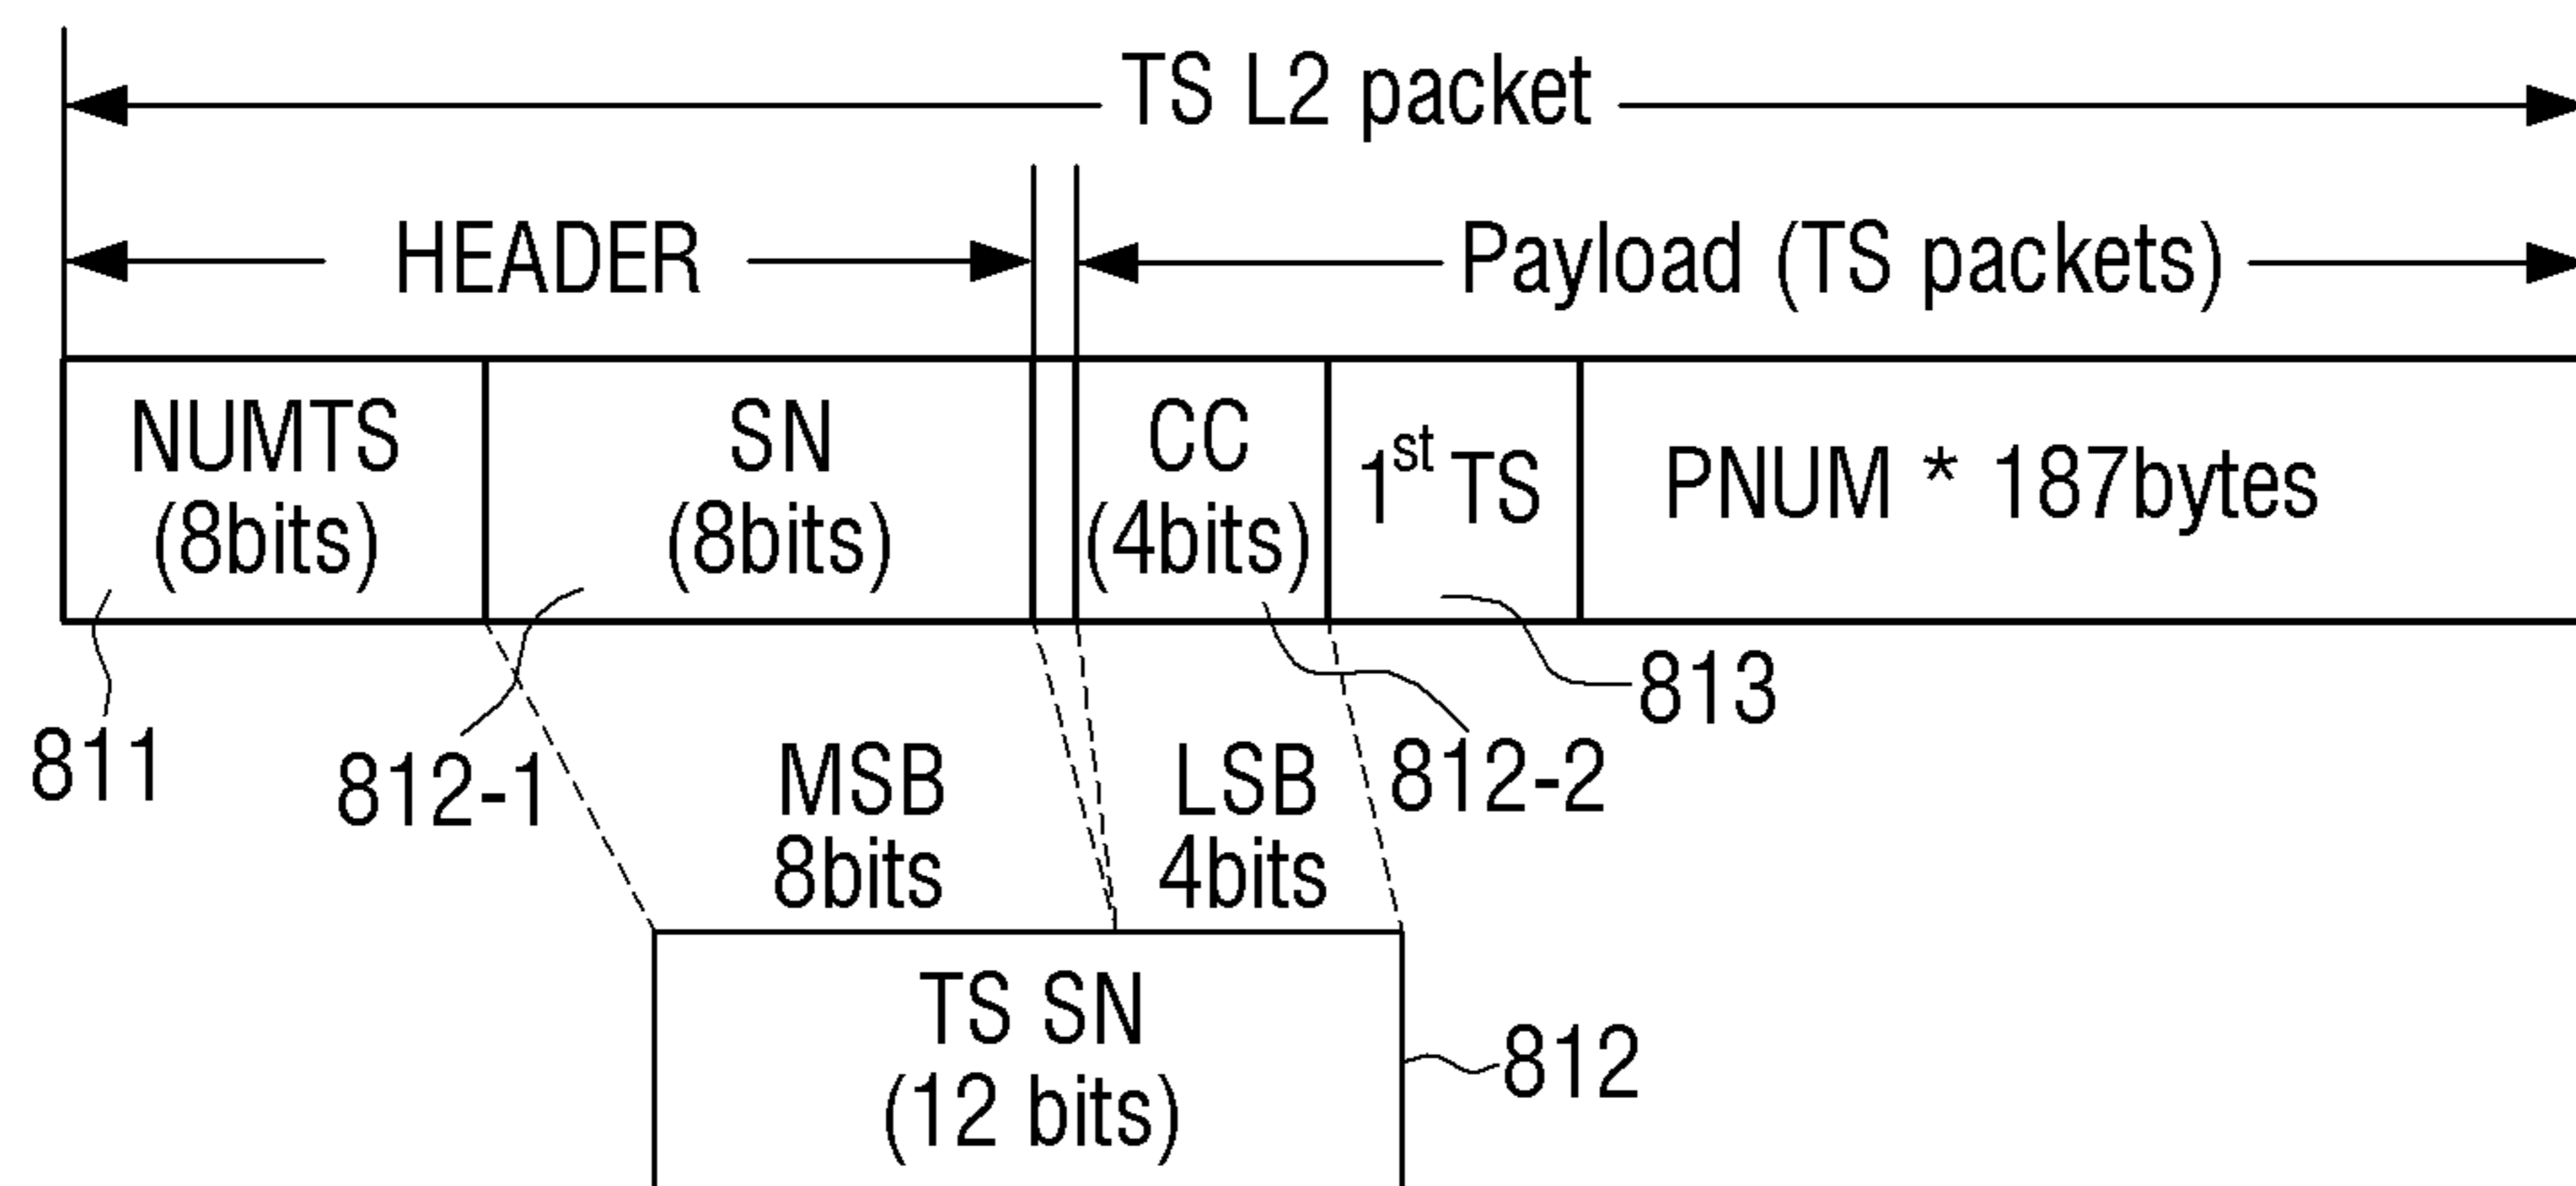 TS L2 packet
HEADER
Payload (TS packets)
NUMTS
(8bits)
SN
(8bits)
CC
(4bits)
1st TS
PNUM * 187bytes
811
812-1
812-2
813
MSB
8bits
LSB
4bits
TS SN
(12 bits)
812